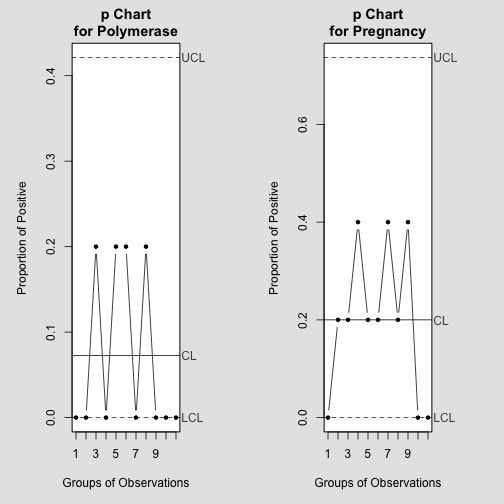 p Chart
for Polymerase
UCL
CL
LCL
0.4
0.3
0.2
0.1
0.0
Proportion of Positive
1 3 5 7 9
Groups of Observations
p Chart
for Pregnancy
UCL
CL
LCL
0.6
0.4
0.2
0.0
Proportion of Positive
1 3 5 7 9
Groups of Observations